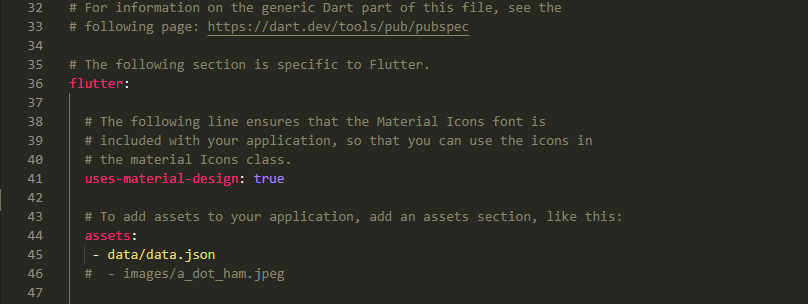 32 # For information on the generic Dart part of this file, see the
33 # following page: https://dart.dev/tools/pub/pubspec
34
35 # The following section is specific to Flutter.
36 flutter:
37
38 # The following line ensures that the Material Icons font is
39 # included with your application, so that you can use the icons in
40 # the material Icons class.
41 uses-material-design: true
42
43 # To add assets to your application, add an assets section, like this:
44 assets:
45 - data/data.json
46 #  - images/a_dot_ham.jpeg
47